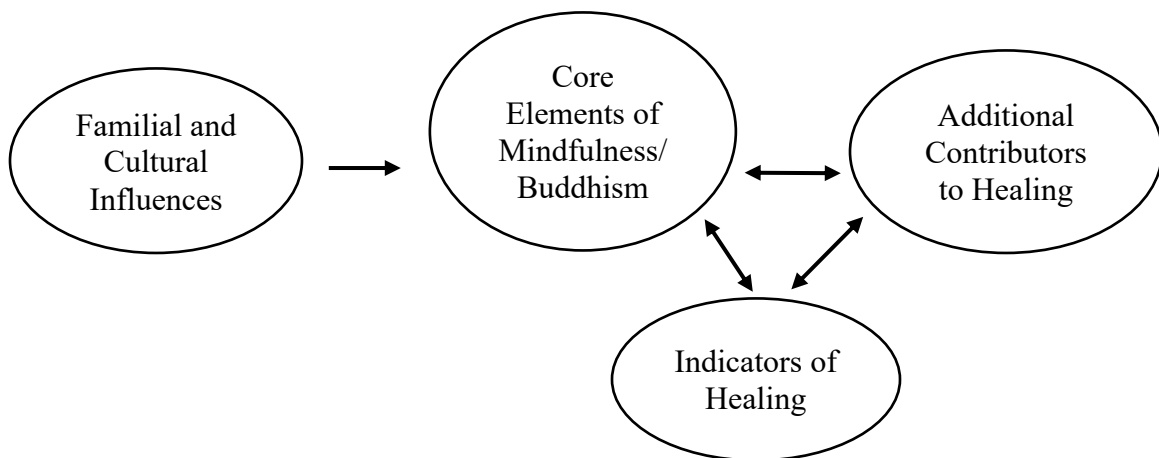 Familial and
Cultural
Influences
Core
Elements of
Mindfulness/
Buddhism
Additional
Contributors
to Healing
Indicators of
Healing